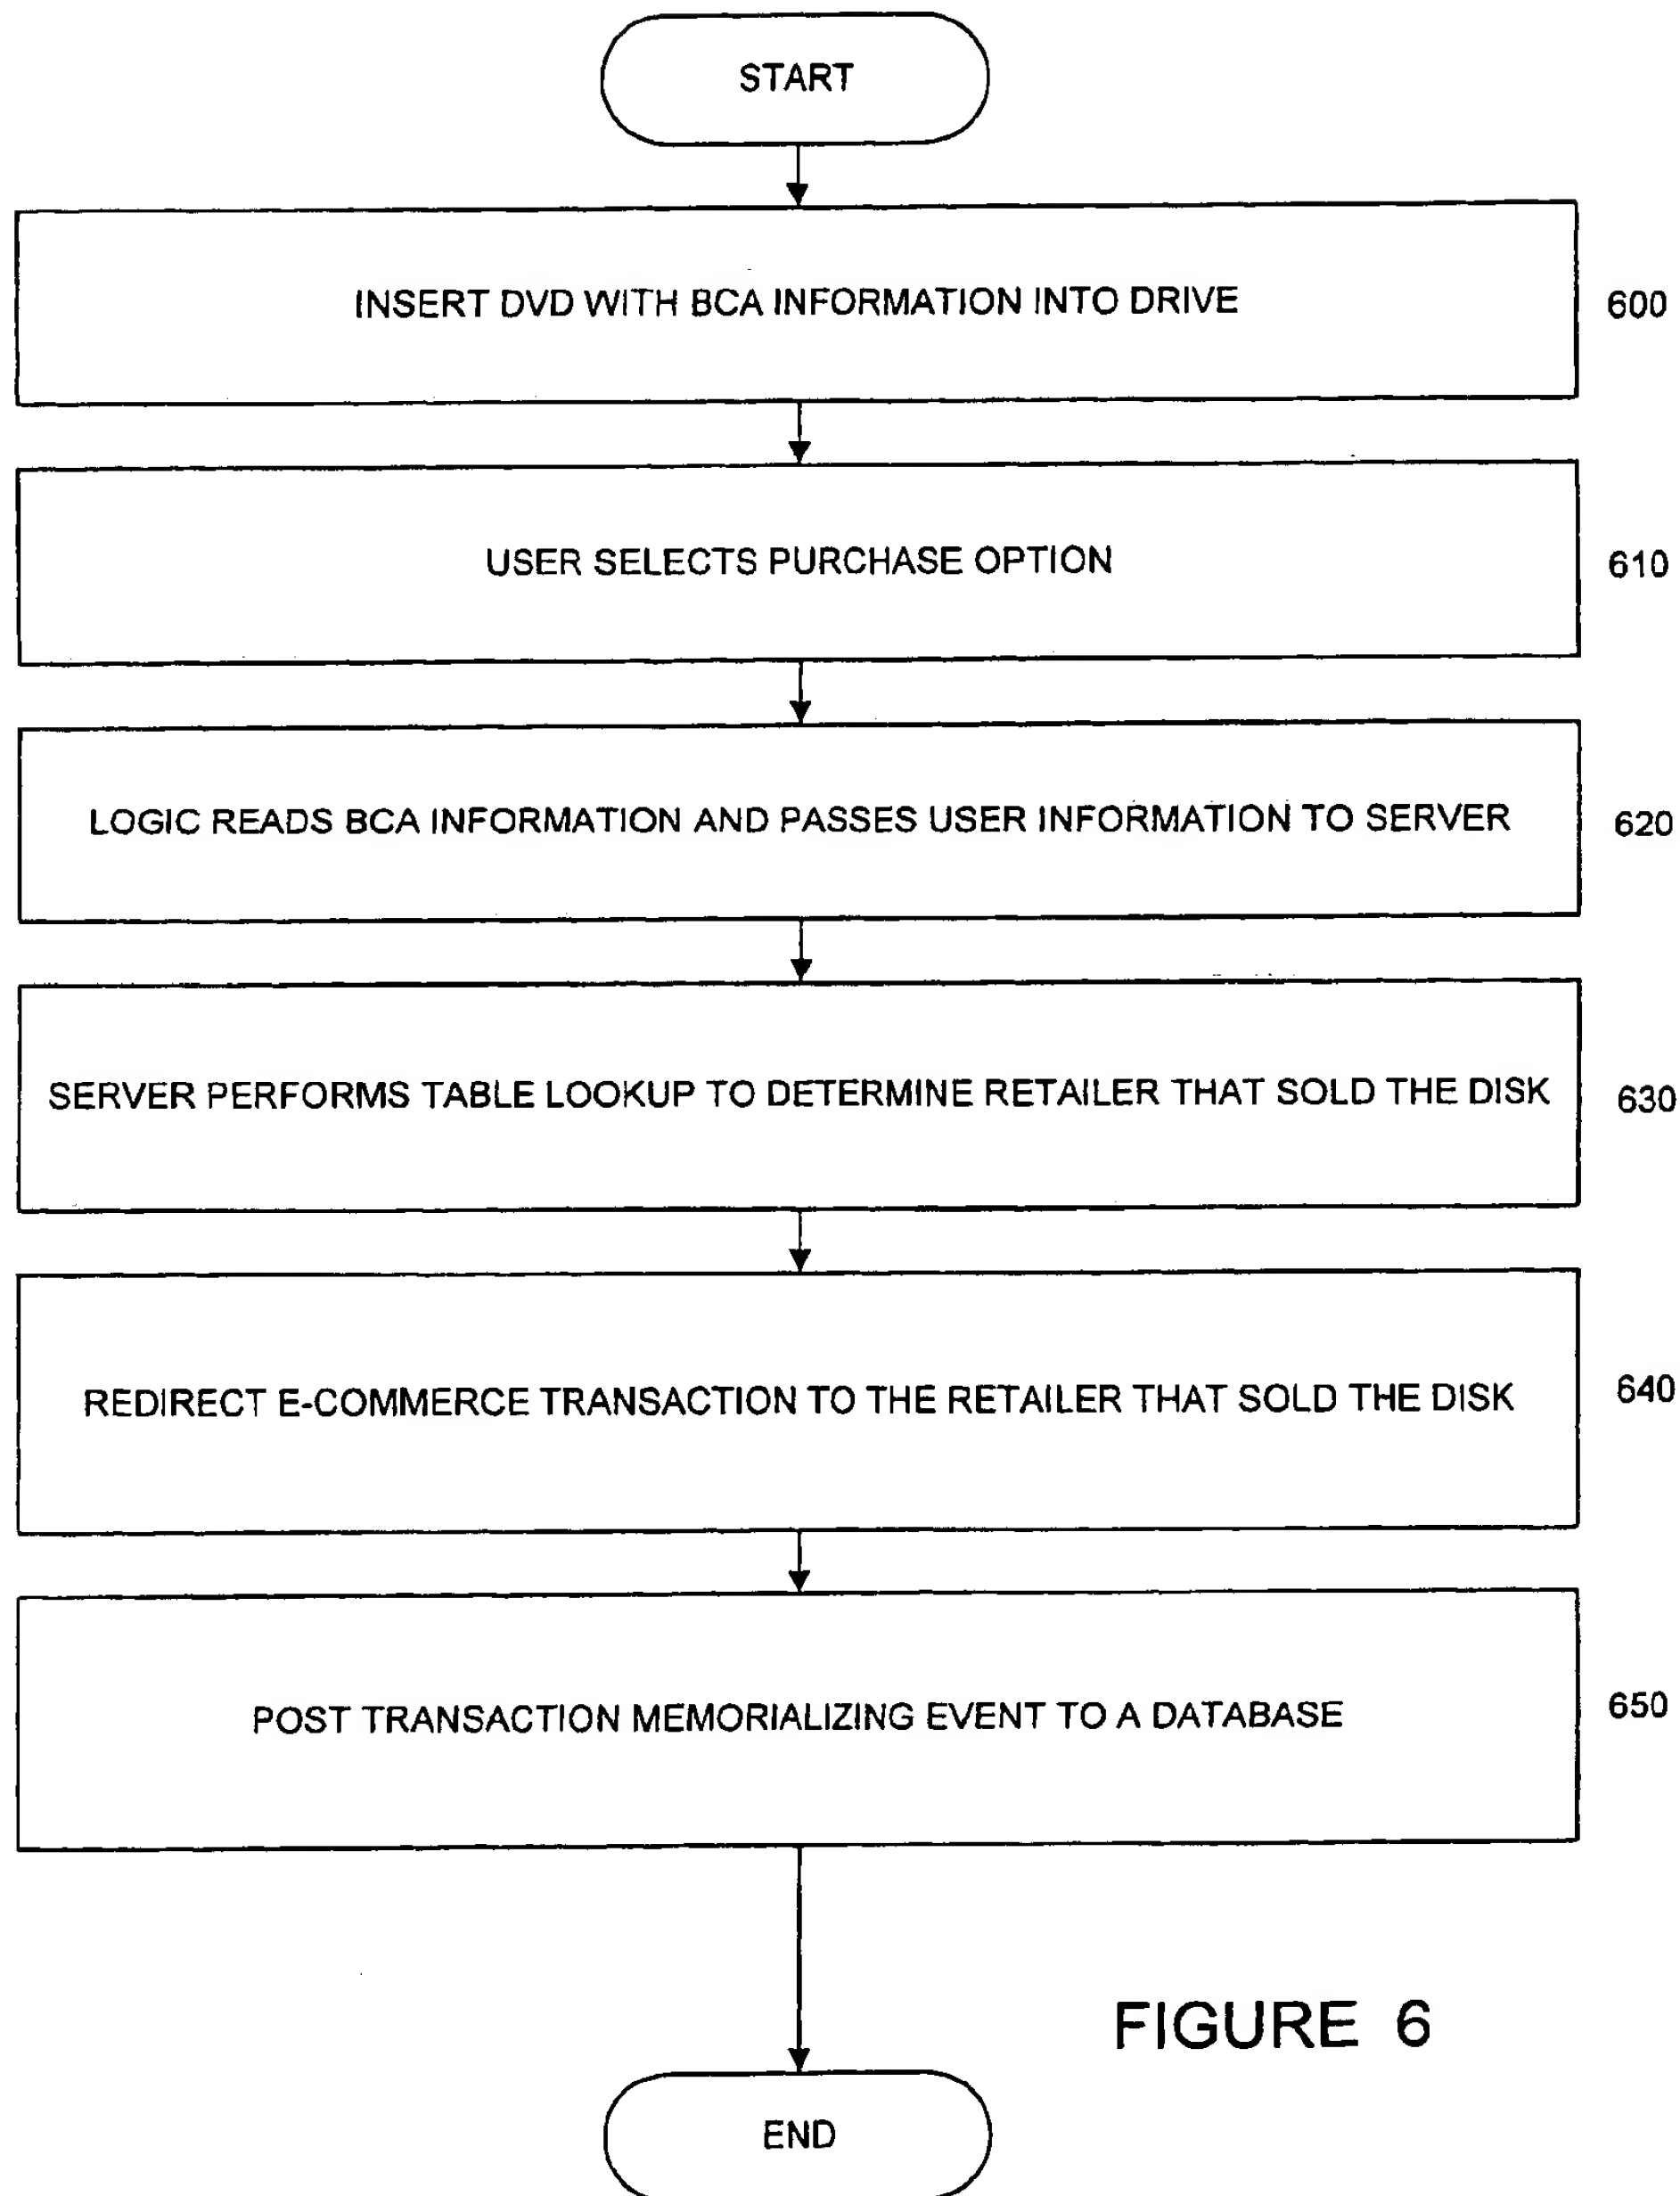 START
INSERT DVD WITH BCA INFORMATION INTO DRIVE
600
USER SELECTS PURCHASE OPTION
610
LOGIC READS BCA INFORMATION AND PASSES USER INFORMATION TO SERVER
620
SERVER PERFORMS TABLE LOOKUP TO DETERMINE RETAILER THAT SOLD THE DISK
630
REDIRECT E-COMMERCE TRANSACTION TO THE RETAILER THAT SOLD THE DISK
640
POST TRANSACTION MEMORIALIZING EVENT TO A DATABASE
650
FIGURE 6
END